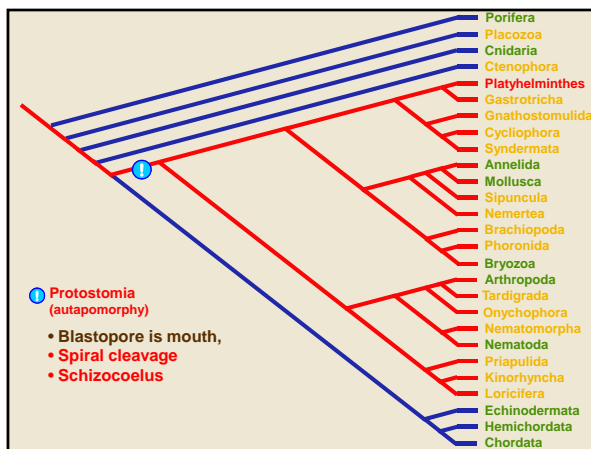 Porifera
Placozoa
Cnidaria
Ctenophora
Platyhelminthes
Gastrotricha
Gnathostomulida
Cycliophora
Syndermata
Annelida
Mollusca
Sipuncula
Nemertea
Brachiopoda
Phoronida
Bryozoa
Arthropoda
Tardigrada
Onychophora
Nematomorpha
Nematoda
Priapulida
Kinorhyncha
Loricifera
Echinodermata
Hemichordata
Chordata
!
! Protostomia
(autapomorphy)
• Blastopore is mouth,
• Spiral cleavage
• Schizocoelus